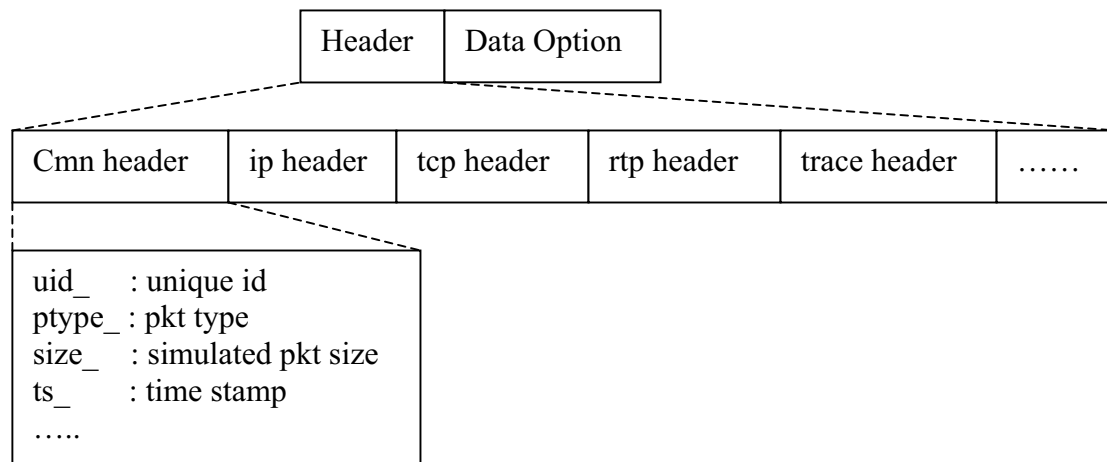 Header Data Option
Cmn header ip header tcp header rtp header trace header ……
uid_ : unique id
ptype_ : pkt type
size_ : simulated pkt size
ts_ : time stamp
…..